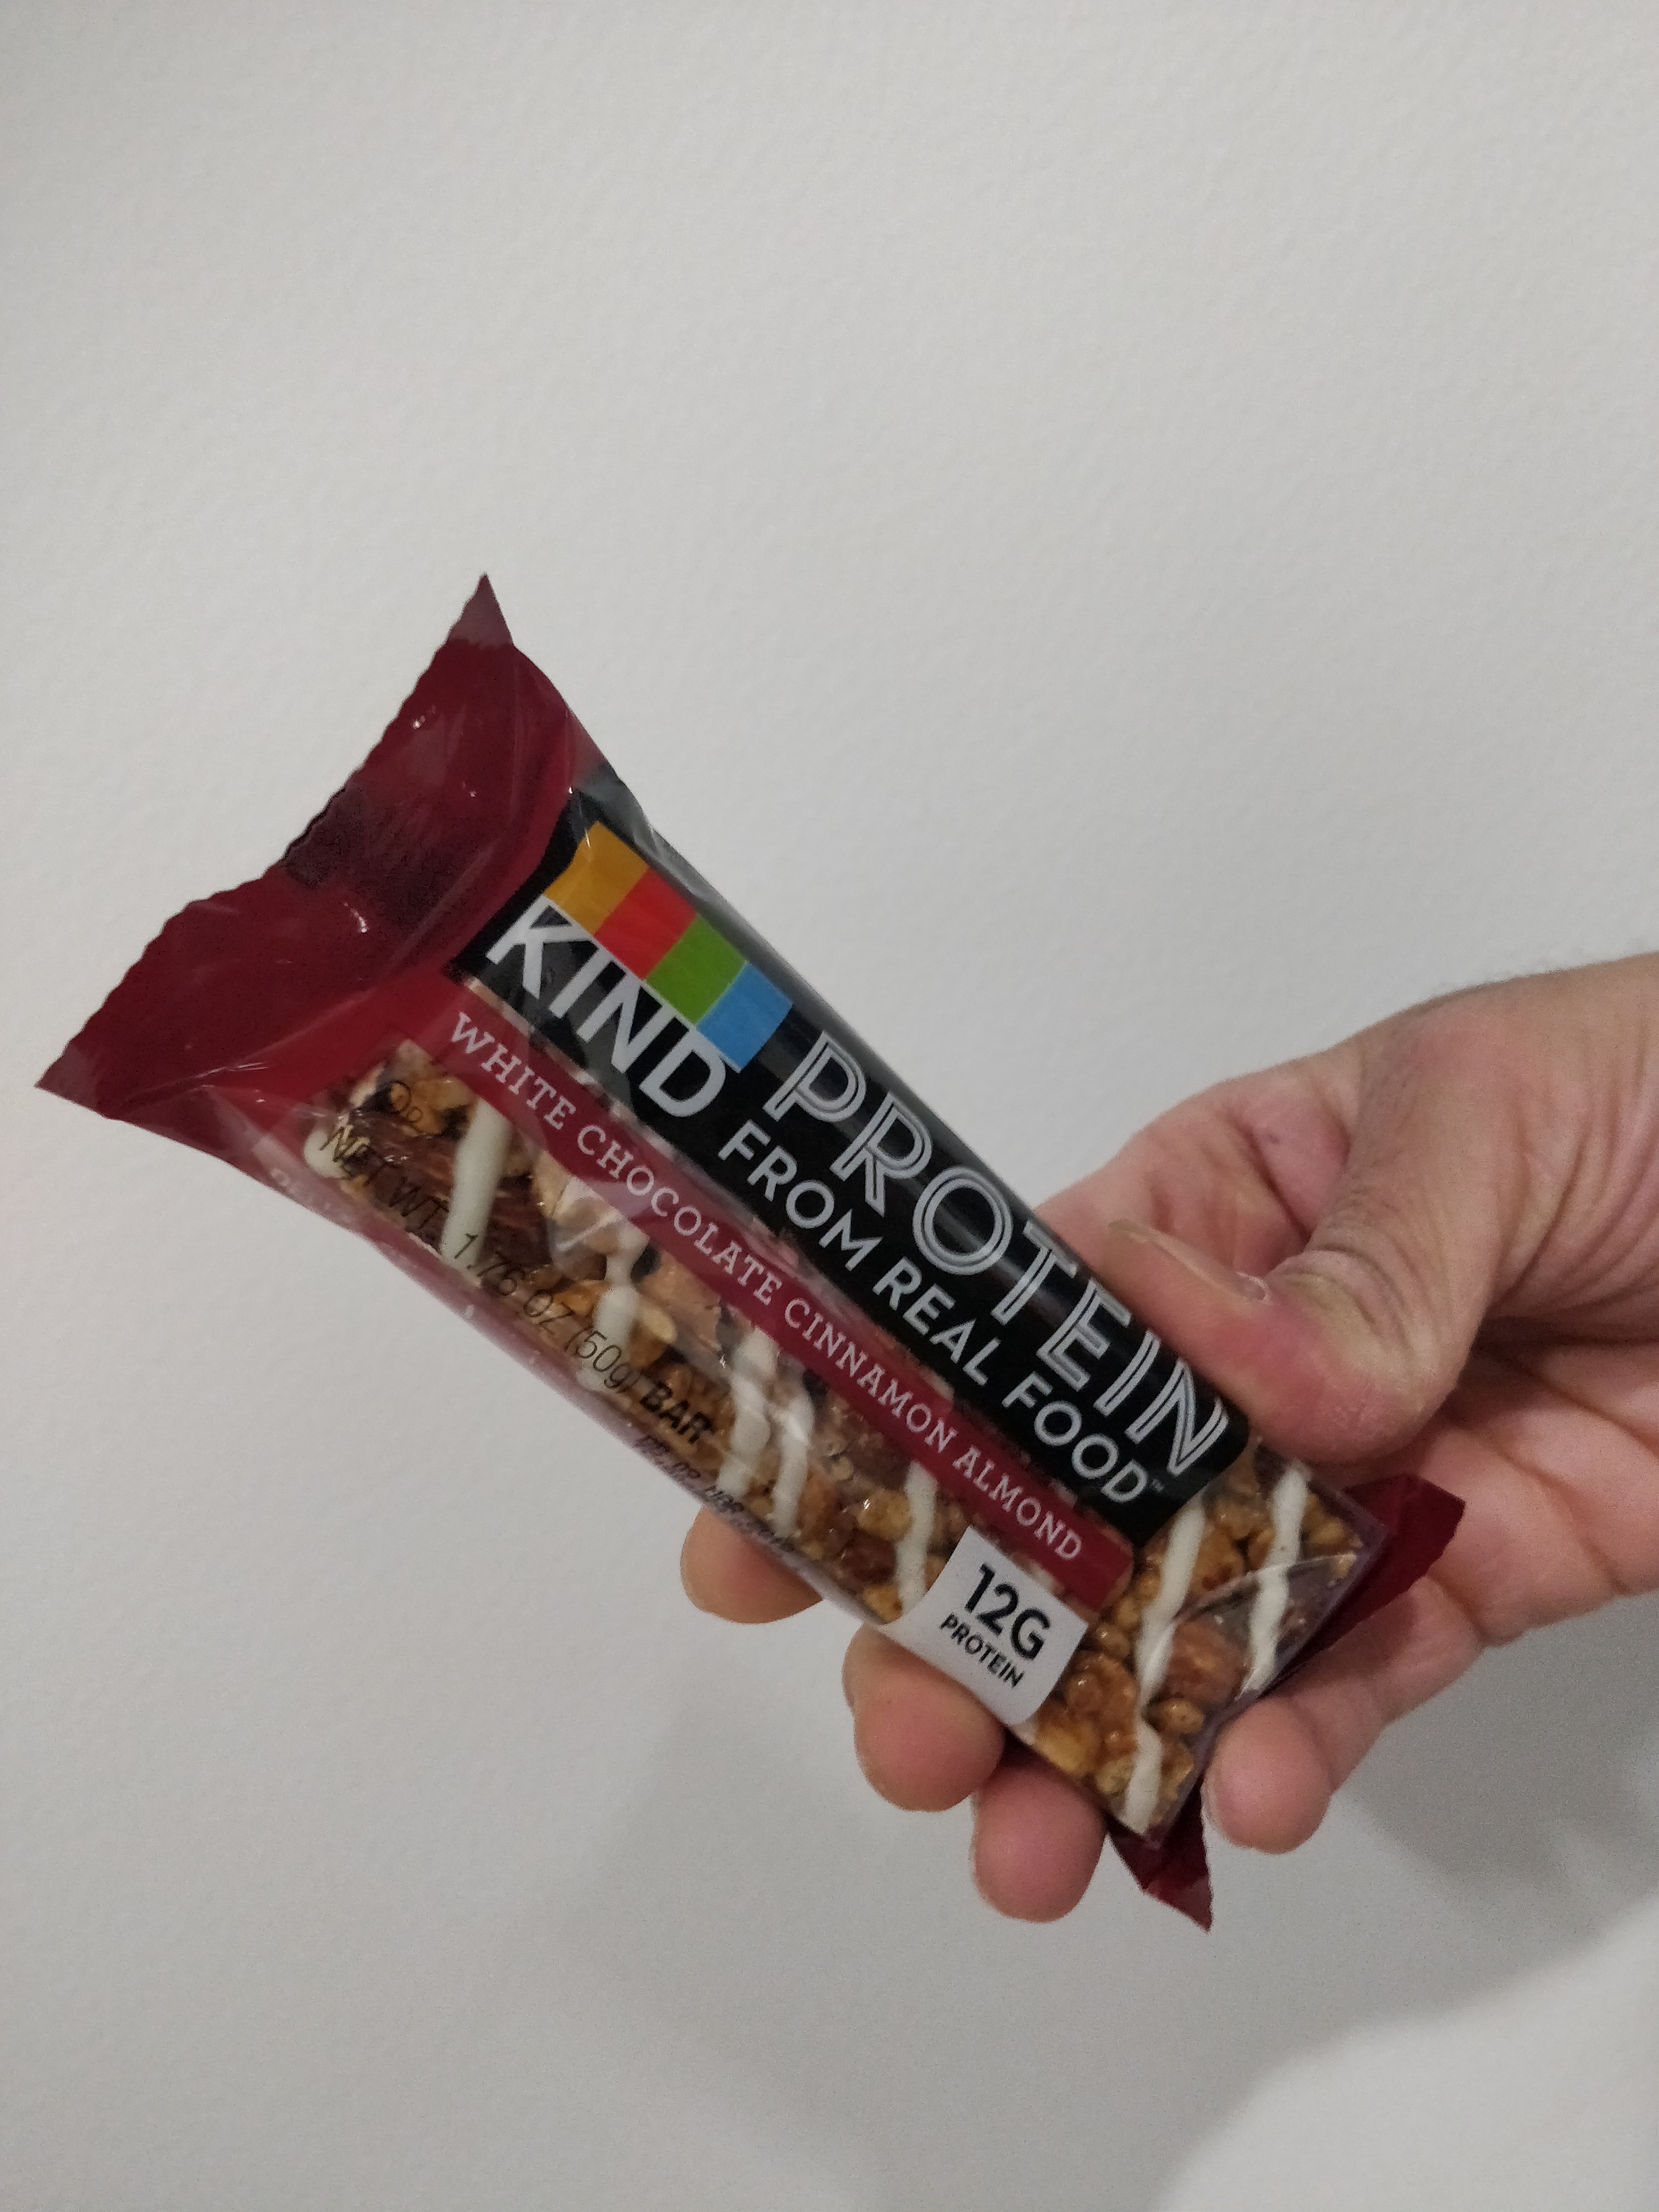 KIND
PROTEIN
FROM REAL FOOD™
WHITE CHOCOLATE CINNAMON ALMOND
NET WT. 1.76 OZ (50g) BAR
12G
PROTEIN